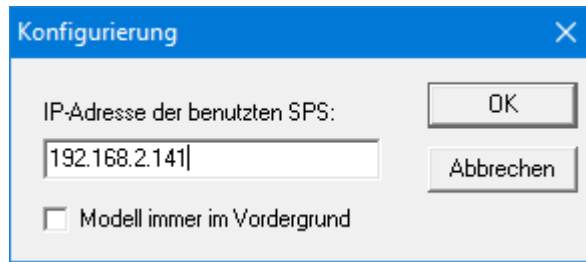 Konfigurierung
IP-Adresse der benutzten SPS:
192.168.2.141
Modell immer im Vordergrund
OK
Abbrechen